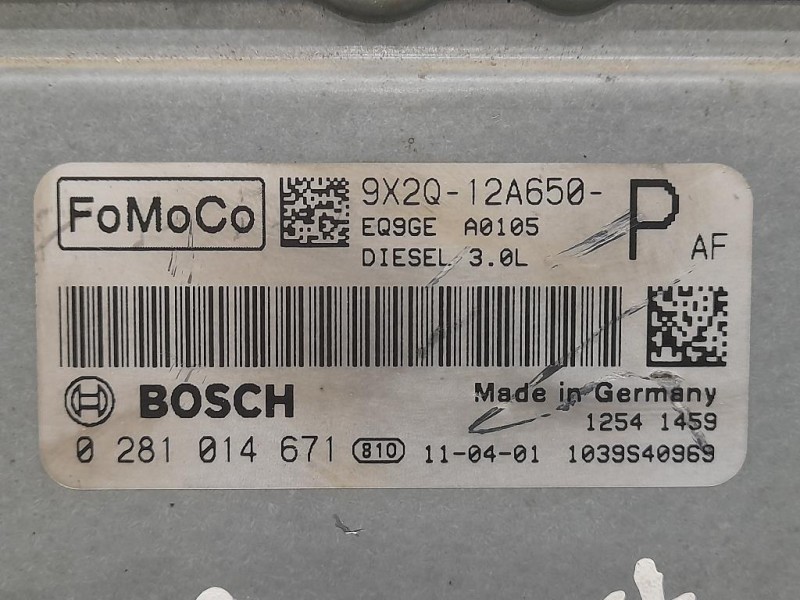 FoMoCo 9X2Q-12A650- P AF
EQ9GE A0105
DIESEL 3.0L
BOSCH Made in Germany
1254 1459
0 281 014 671 810 11-04-01 1039S40969